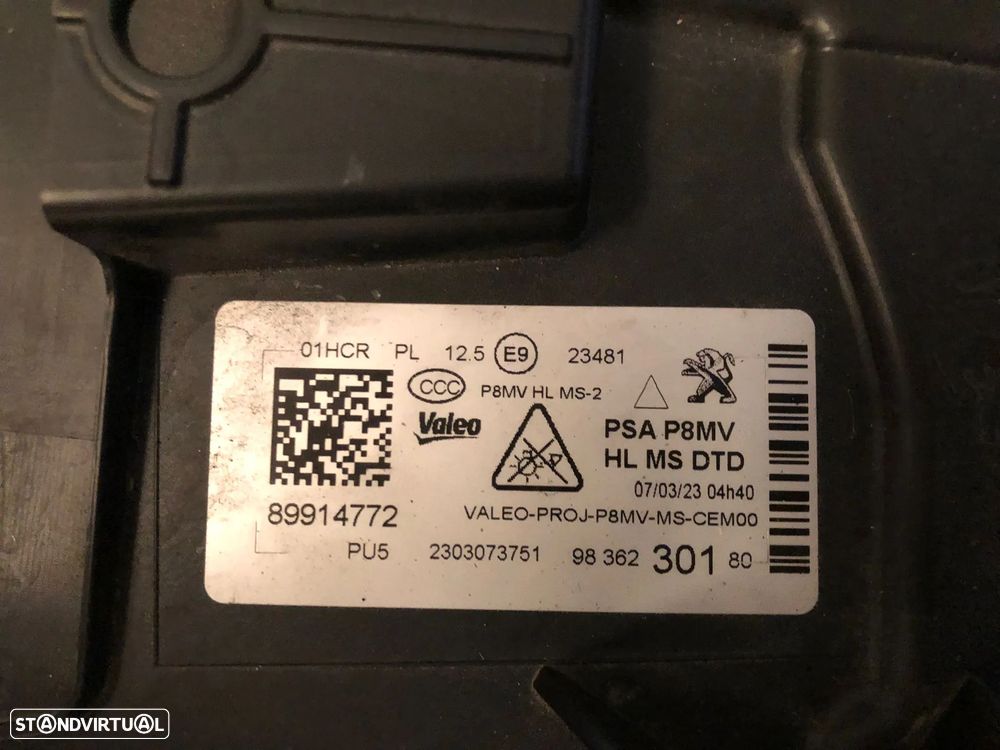 01HCR PL 12.5 E9 23481
CCC P8MV HL MS-2
Valeo
PSA P8MV
HL MS DTD
07/03/23 04h40
89914772
VALEO-PROJ-P8MV-MS-CEM00
PU5 2303073751 98 362 301 80
STANDVIRTUAL